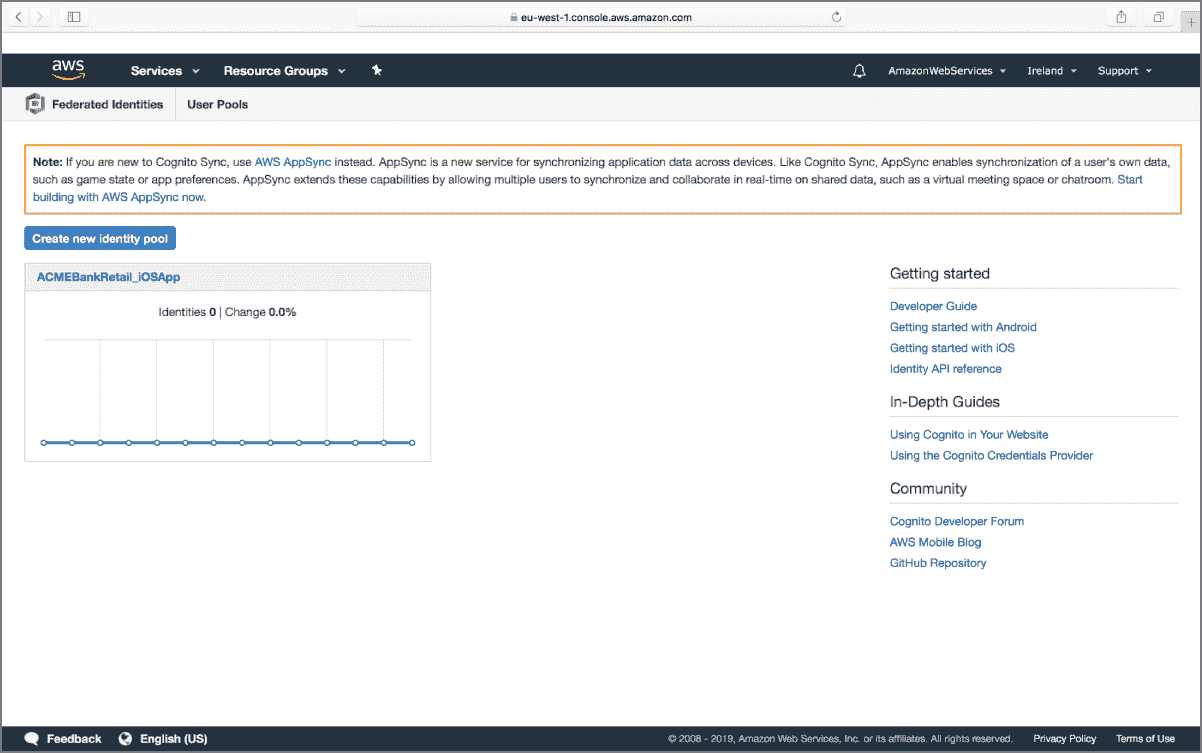 eu-west-1.console.aws.amazon.com
aws
Services
Resource Groups
AmazonWebServices
Ireland
Support
Federated Identities
User Pools
Note: If you are new to Cognito Sync, use AWS AppSync instead. AppSync is a new service for synchronizing application data across devices. Like Cognito Sync, AppSync enables synchronization of a user's own data,
such as game state or app preferences. AppSync extends these capabilities by allowing multiple users to synchronize and collaborate in real-time on shared data, such as a virtual meeting space or chatroom. Start
building with AWS AppSync now.
Create new identity pool
ACMEBankRetail_iOSApp
Identities 0 | Change 0.0%
Getting started
Developer Guide
Getting started with Android
Getting started with iOS
Identity API reference
In-Depth Guides
Using Cognito in Your Website
Using the Cognito Credentials Provider
Community
Cognito Developer Forum
AWS Mobile Blog
GitHub Repository
Feedback
English (US)
© 2008 - 2019, Amazon Web Services, Inc. or its affiliates. All rights reserved.
Privacy Policy
Terms of Use